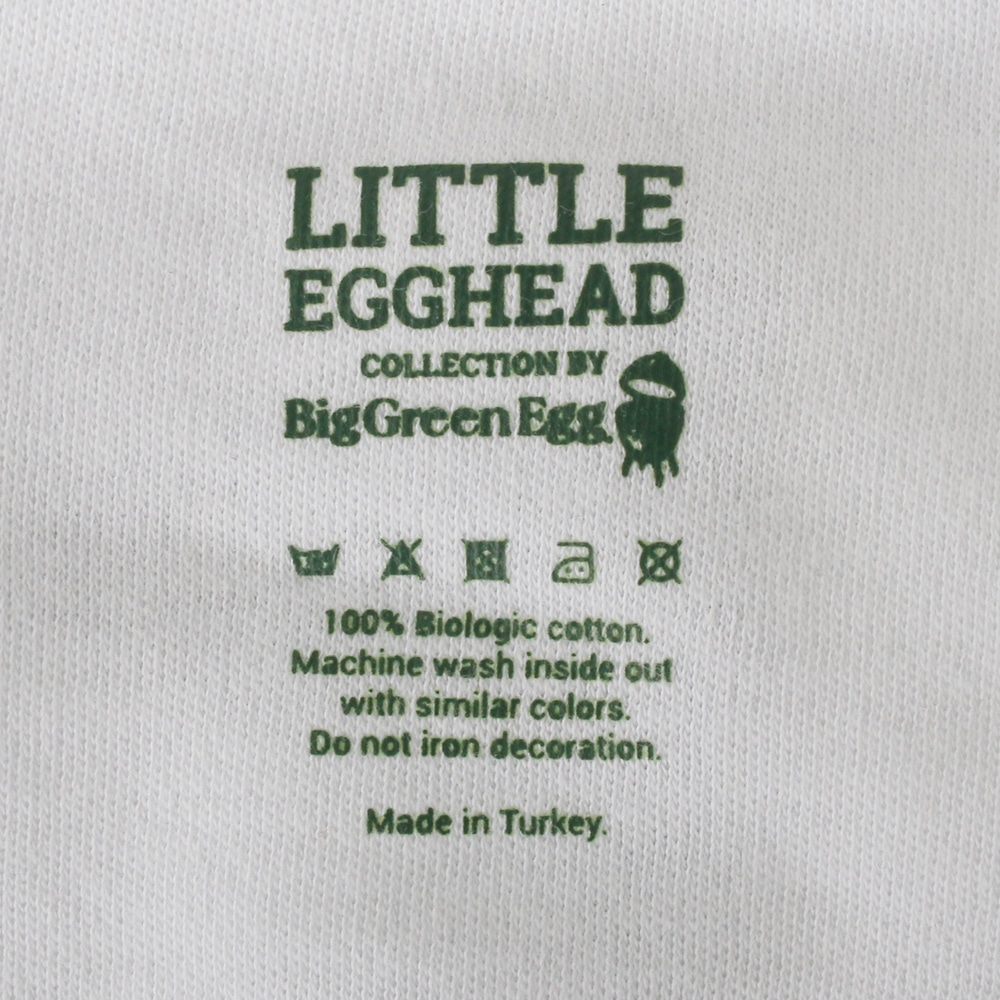 LITTLE
EGGHEAD
COLLECTION BY
Big Green Egg.
100% Biologic cotton.
Machine wash inside out
with similar colors.
Do not iron decoration.
Made in Turkey.